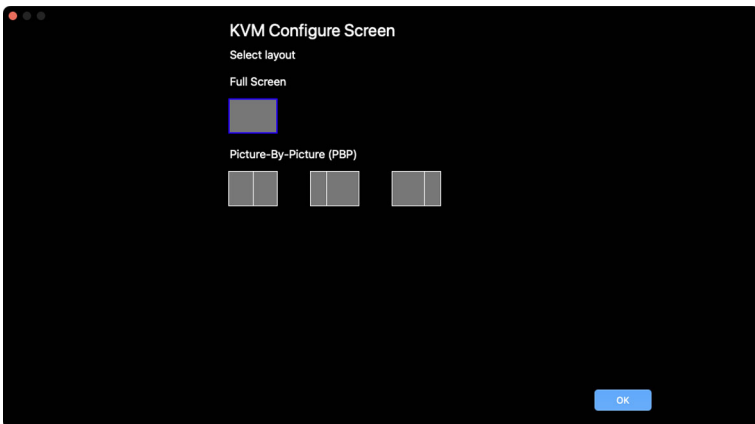 KVM Configure Screen
Select layout
Full Screen
Picture-By-Picture (PBP)
OK